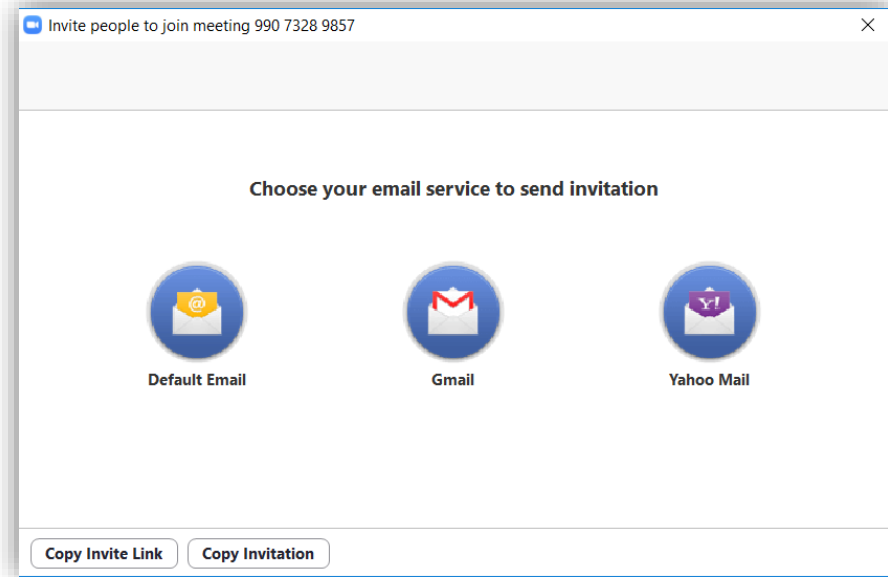 Invite people to join meeting 990 7328 9857
Choose your email service to send invitation
@
Y!
Default Email
Gmail
Yahoo Mail
Copy Invite Link
Copy Invitation